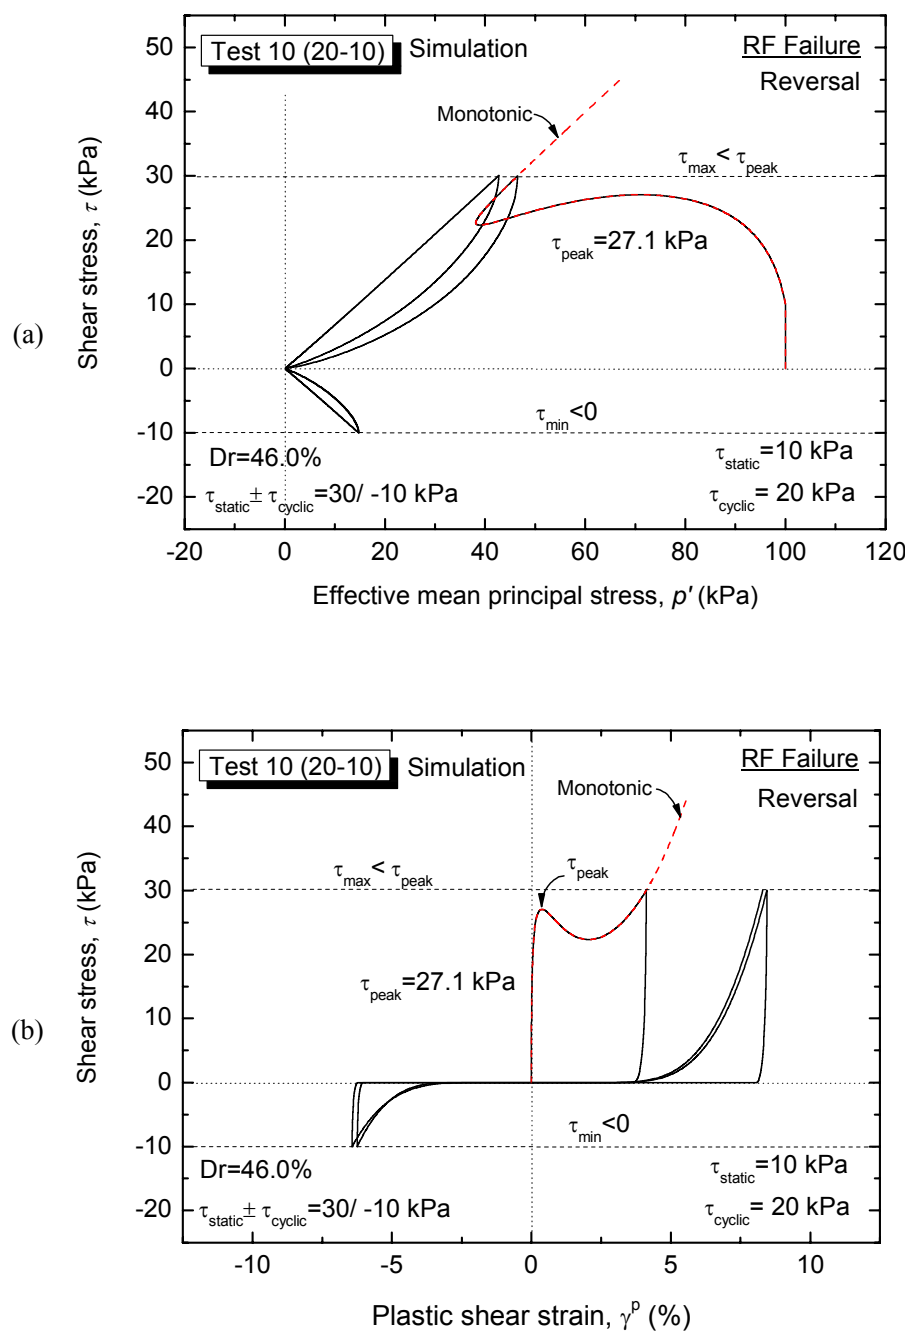 50
Test 10 (20-10) Simulation
RF Failure
40
Reversal
Monotonic
30
τmax< τpeak
20
τpeak=27.1 kPa
10
(a)
Shear stress, τ (kPa)
0
τmin<0
-10
Dr=46.0%
τstatic=10 kPa
-20
τstatic± τcyclic=30/ -10 kPa
τcyclic= 20 kPa
-20 0 20 40 60 80 100 120
Effective mean principal stress, p' (kPa)
50
Test 10 (20-10) Simulation
RF Failure
Monotonic
Reversal
40
τmax< τpeak
τpeak
30
20
τpeak=27.1 kPa
10
(b)
Shear stress, τ (kPa)
0
τmin<0
-10
Dr=46.0%
τstatic=10 kPa
-20
τstatic± τcyclic=30/ -10 kPa
τcyclic= 20 kPa
-10 -5 0 5 10
Plastic shear strain, γp (%)